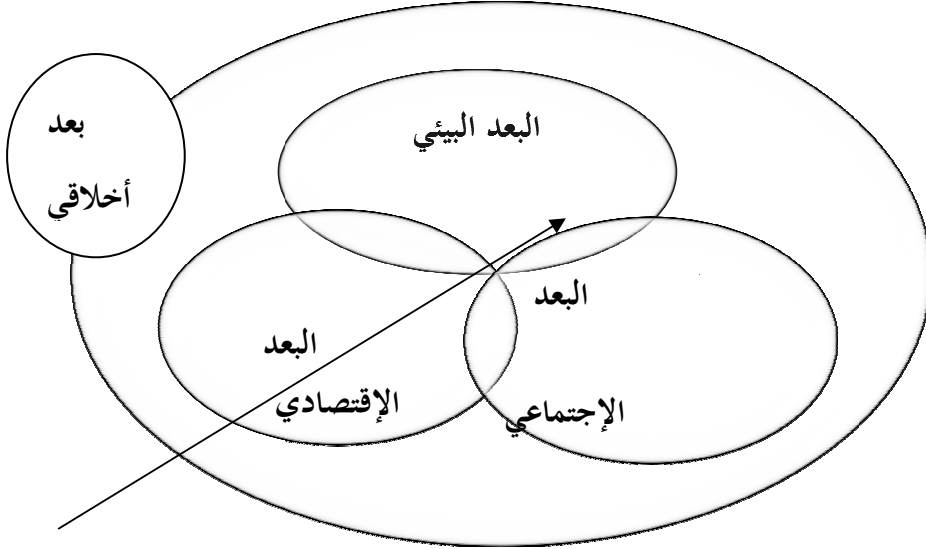 البعد البيئي
بعد
أخلاقي
البعد
الإجتماعي
البعد
الإقتصادي